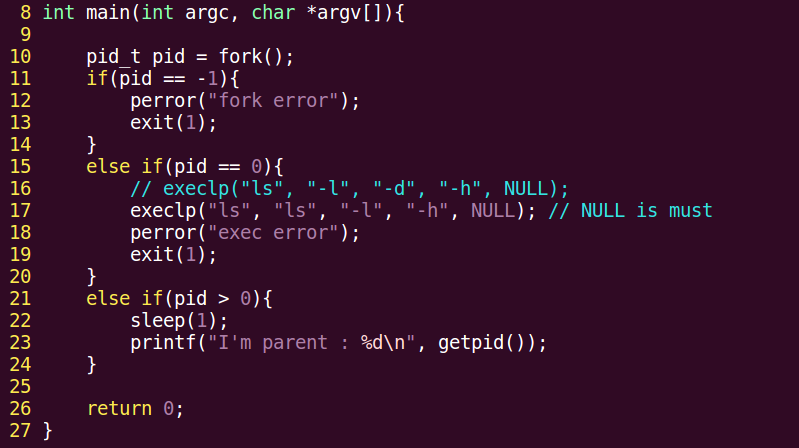 8 int main(int argc, char *argv[]){
9
10     pid_t pid = fork();
11     if(pid == -1){
12         perror("fork error");
13         exit(1);
14     }
15     else if(pid == 0){
16         // execlp("ls", "-l", "-d", "-h", NULL);
17         execlp("ls", "ls", "-l", "-h", NULL); // NULL is must
18         perror("exec error");
19         exit(1);
20     }
21     else if(pid > 0){
22         sleep(1);
23         printf("I'm parent : %d\n", getpid());
24     }
25
26     return 0;
27 }